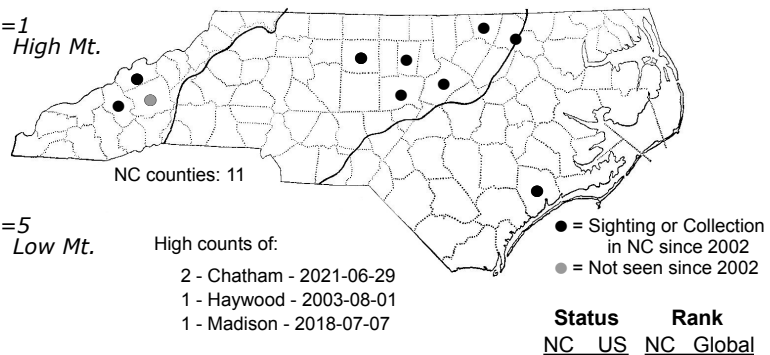 =1
High Mt.
NC counties: 11
=5
Low Mt.
High counts of:
2 - Chatham - 2021-06-29
1 - Haywood - 2003-08-01
1 - Madison - 2018-07-07
= Sighting or Collection
in NC since 2002
= Not seen since 2002
Status Rank
NC US NC Global